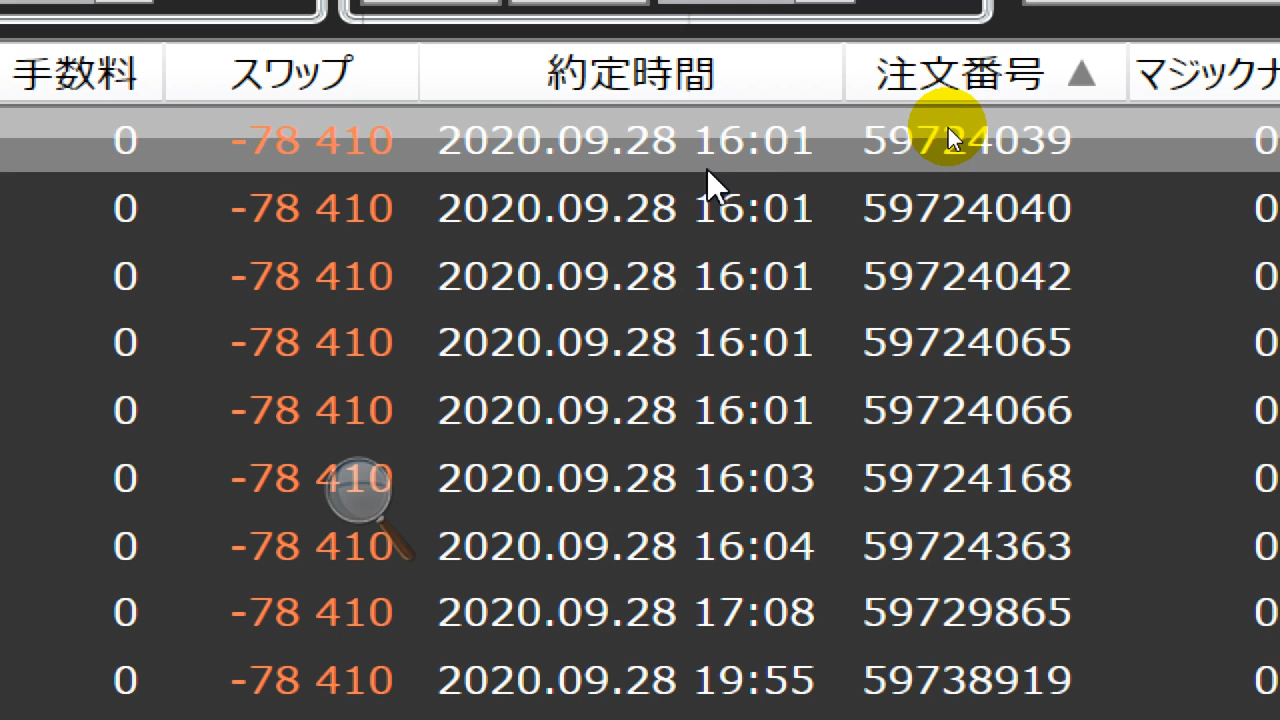 手数料 スワップ 約定時間 注文番号 ▲ マジックナ
0 -78 410 2020.09.28 16:01 59724039 0
0 -78 410 2020.09.28 16:01 59724040 0
0 -78 410 2020.09.28 16:01 59724042 0
0 -78 410 2020.09.28 16:01 59724065 0
0 -78 410 2020.09.28 16:01 59724066 0
0 -78 410 2020.09.28 16:03 59724168 0
0 -78 410 2020.09.28 16:04 59724363 0
0 -78 410 2020.09.28 17:08 59729865 0
0 -78 410 2020.09.28 19:55 59738919 0